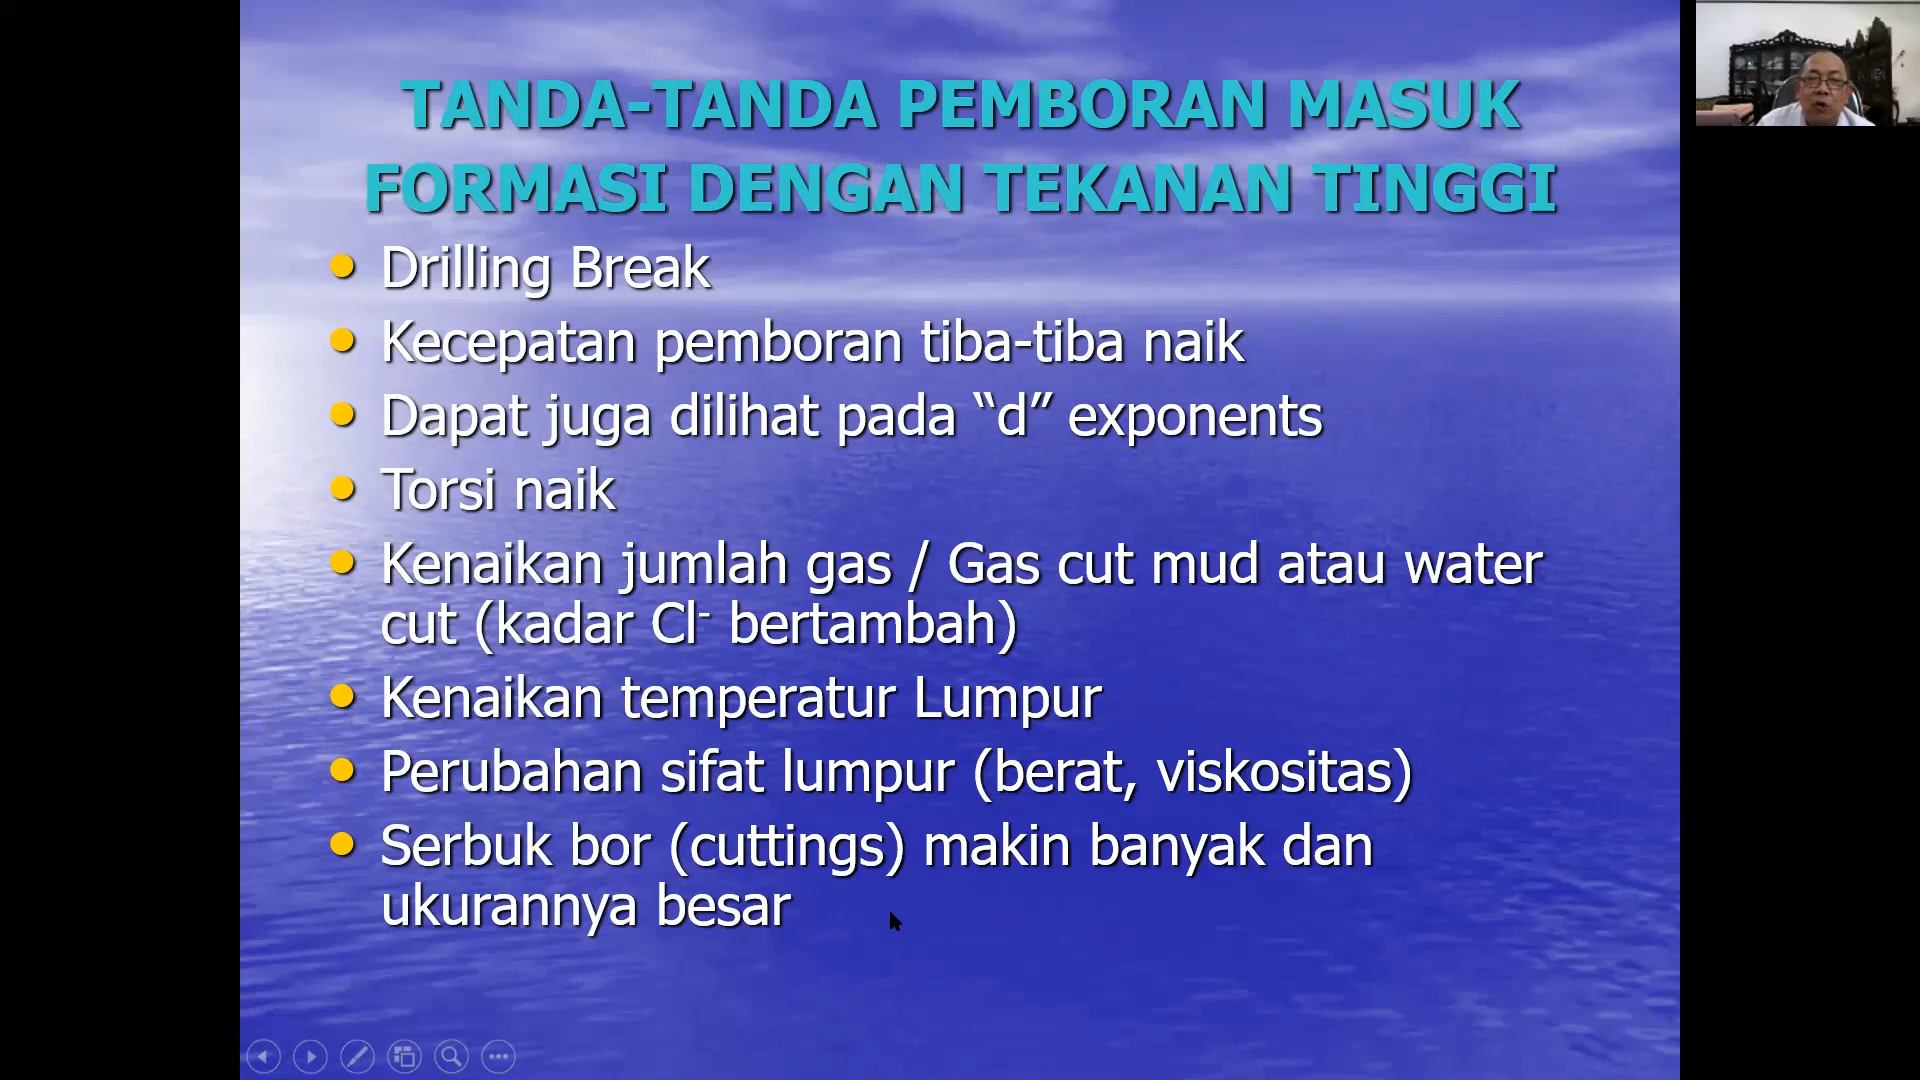 TANDA-TANDA PEMBORAN MASUK
FORMASI DENGAN TEKANAN TINGGI
• Drilling Break
• Kecepatan pemboran tiba-tiba naik
• Dapat juga dilihat pada “d” exponents
• Torsi naik
• Kenaikan jumlah gas / Gas cut mud atau water
cut (kadar Cl⁻ bertambah)
• Kenaikan temperatur Lumpur
• Perubahan sifat lumpur (berat, viskositas)
• Serbuk bor (cuttings) makin banyak dan
ukurannya besar